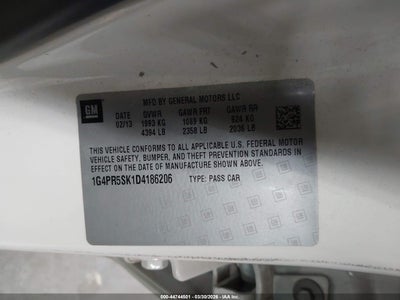 GM
MFD BY GENERAL MOTORS LLC
DATE GVWR GAWR FRT GAWR RR
02/13 1993 KG 1069 KG 924 KG
4394 LB 2358 LB 2036 LB
THIS VEHICLE CONFORMS TO ALL APPLICABLE U.S. FEDERAL MOTOR
VEHICLE SAFETY, BUMPER, AND THEFT PREVENTION STANDARDS
IN EFFECT ON THE DATE OF MANUFACTURE SHOWN ABOVE.
1G4PR5SK1D4186206 TYPE: PASS CAR
000-44744501 - 03/30/2026 - IAA Inc.